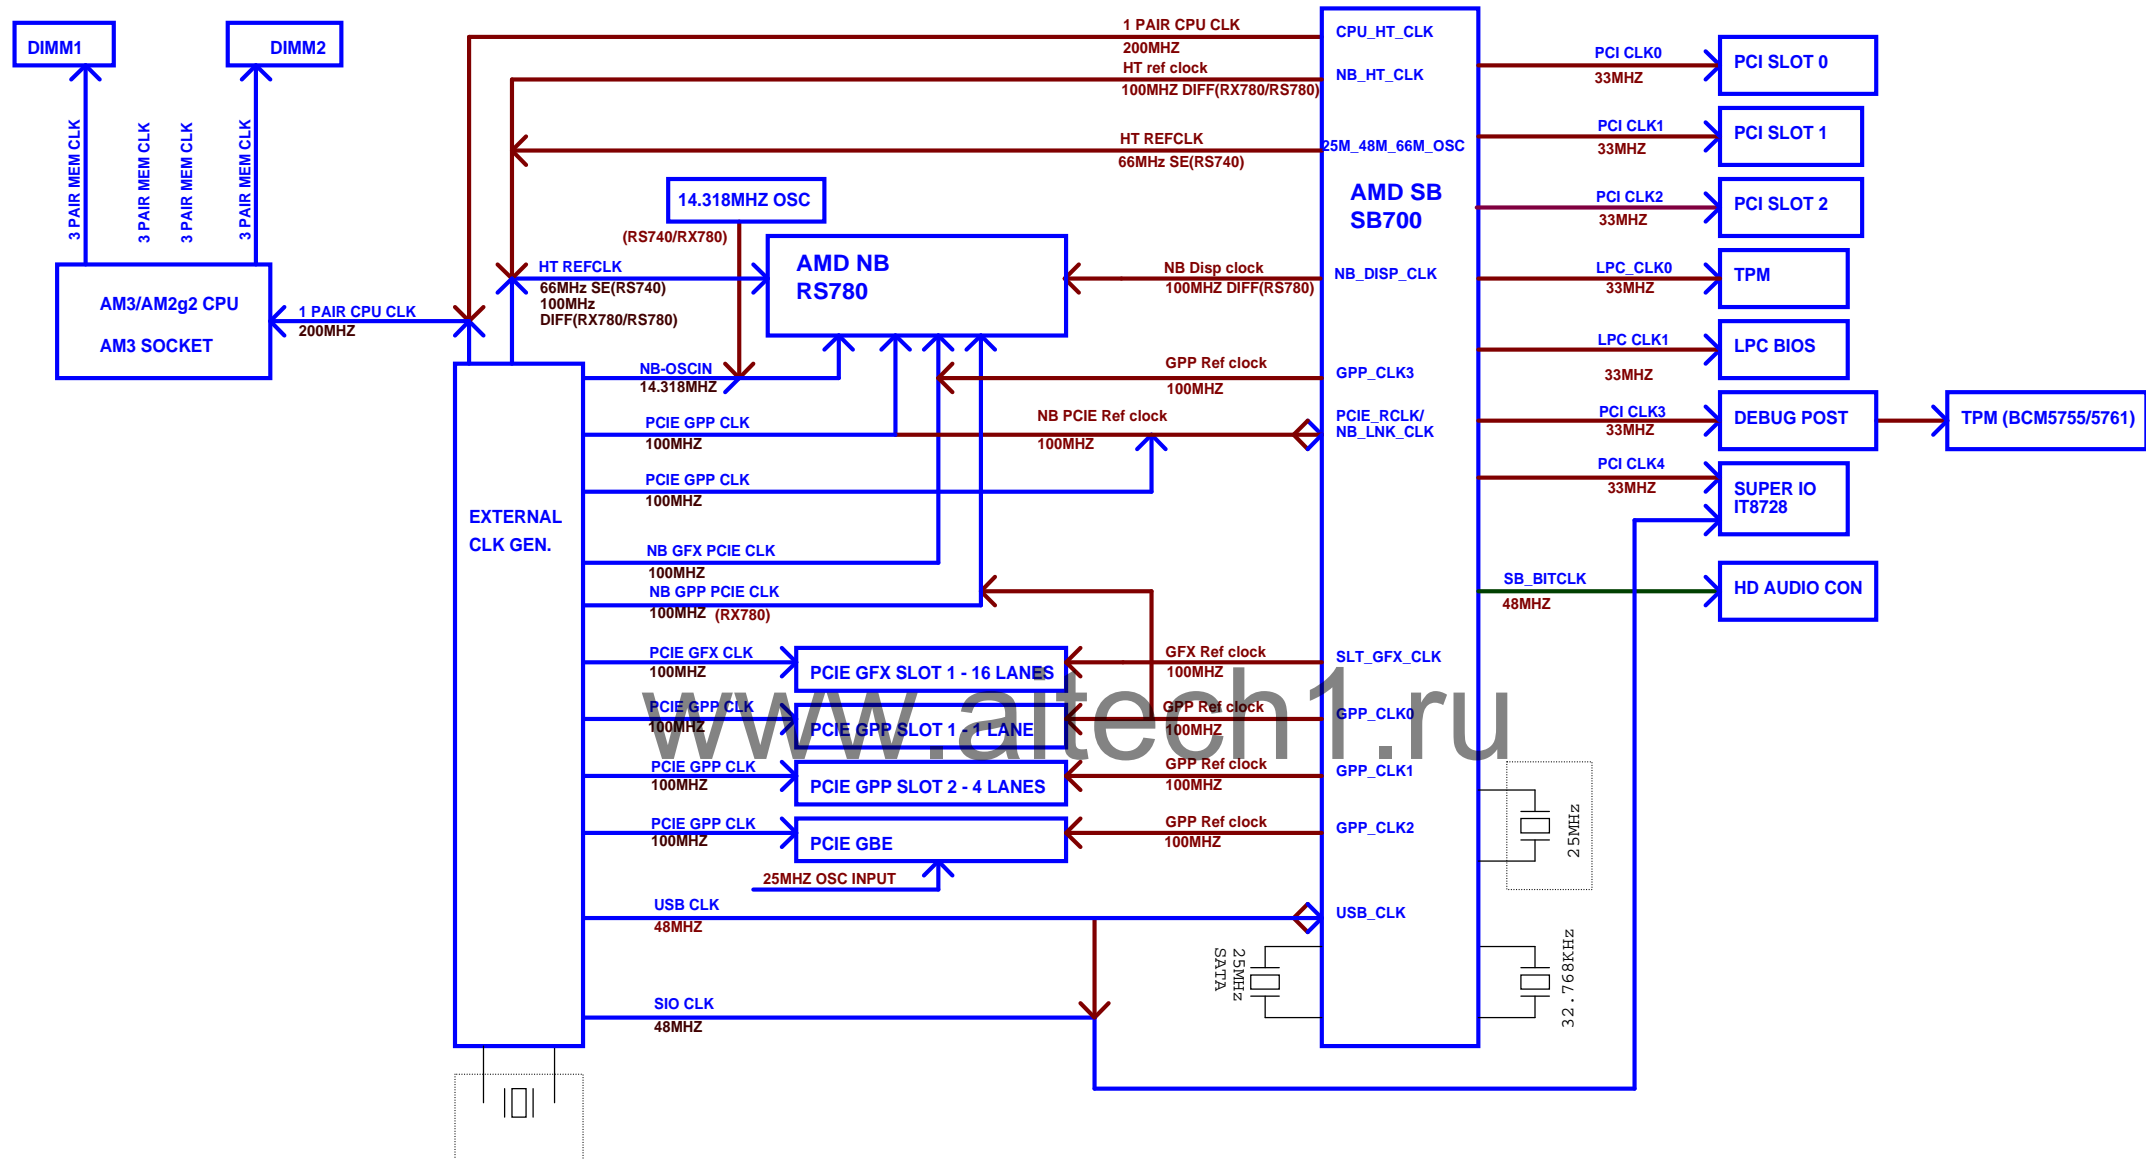 DIMM1
DIMM2
3 PAIR MEM CLK
3 PAIR MEM CLK
3 PAIR MEM CLK
3 PAIR MEM CLK
AM3/AM2g2 CPU
AM3 SOCKET
1 PAIR CPU CLK
200MHZ
1 PAIR CPU CLK
200MHZ
HT ref clock
100MHZ DIFF(RX780/RS780)
HT REFCLK
66MHz SE(RS740)
14.318MHZ OSC
(RS740/RX780)
HT REFCLK
66MHz SE(RS740)
100MHz
DIFF(RX780/RS780)
AMD NB
RS780
NB Disp clock
100MHZ DIFF(RS780)
NB-OSCIN
14.318MHZ
GPP Ref clock
100MHZ
PCIE GPP CLK
100MHZ
NB PCIE Ref clock
100MHZ
PCIE GPP CLK
100MHZ
EXTERNAL
CLK GEN.
NB GFX PCIE CLK
100MHZ
NB GPP PCIE CLK
100MHZ (RX780)
PCIE GFX CLK
100MHZ
PCIE GFX SLOT 1 - 16 LANES
GFX Ref clock
100MHZ
PCIE GPP CLK
100MHZ
PCIE GPP SLOT 1 - 1 LANE
GPP Ref clock
100MHZ
www.aitech1.ru
PCIE GPP CLK
100MHZ
PCIE GPP SLOT 2 - 4 LANES
GPP Ref clock
100MHZ
PCIE GPP CLK
100MHZ
PCIE GBE
GPP Ref clock
100MHZ
25MHZ OSC INPUT
USB CLK
48MHZ
SIO CLK
48MHZ
CPU_HT_CLK
NB_HT_CLK
25M_48M_66M_OSC
AMD SB
SB700
NB_DISP_CLK
GPP_CLK3
PCIE_RCLK/
NB_LNK_CLK
SLT_GFX_CLK
GPP_CLK0
GPP_CLK1
GPP_CLK2
USB_CLK
25MHz
SATA
25MHz
32.768KHz
PCI CLK0
33MHZ
PCI SLOT 0
PCI CLK1
33MHZ
PCI SLOT 1
PCI CLK2
33MHZ
PCI SLOT 2
LPC_CLK0
33MHZ
TPM
LPC CLK1
33MHZ
LPC BIOS
PCI CLK3
33MHZ
DEBUG POST
TPM (BCM5755/5761)
PCI CLK4
33MHZ
SUPER IO
IT8728
SB_BITCLK
48MHZ
HD AUDIO CON